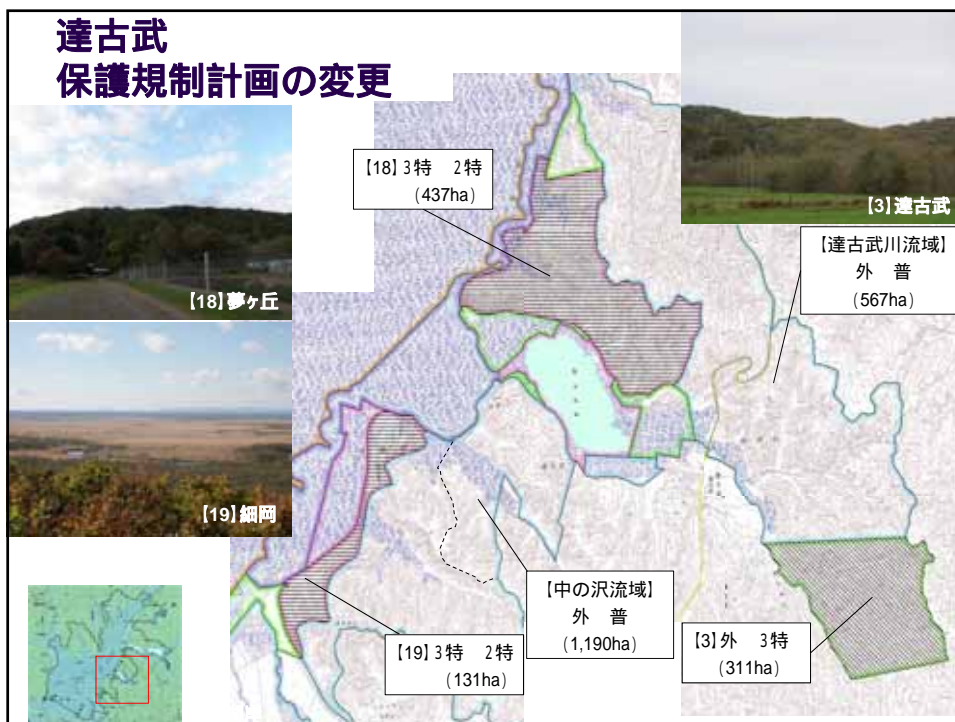 達古武
保護規制計画の変更
【18】3特 2特
(437ha)
【3】達古武
【達古武川流域】
外 普
(567ha)
【18】夢ヶ丘
【19】細岡
【中の沢流域】
外 普
(1,190ha)
【19】3特 2特
(131ha)
【3】外 3特
(311ha)